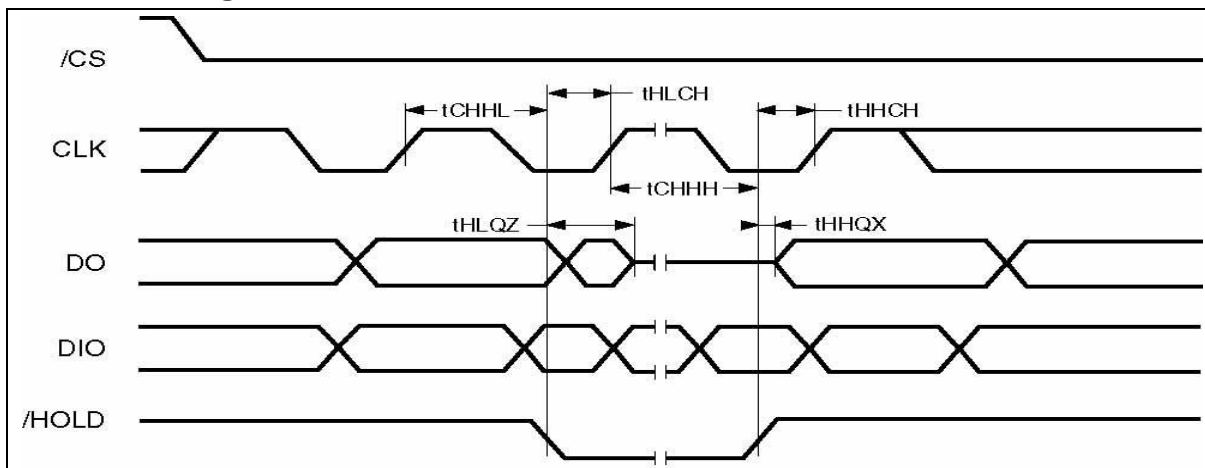 /CS
tHLCH
tHHCH
tCHHL
CLK
tCHHH
tHLQZ
tHHQX
DO
DIO
/HOLD